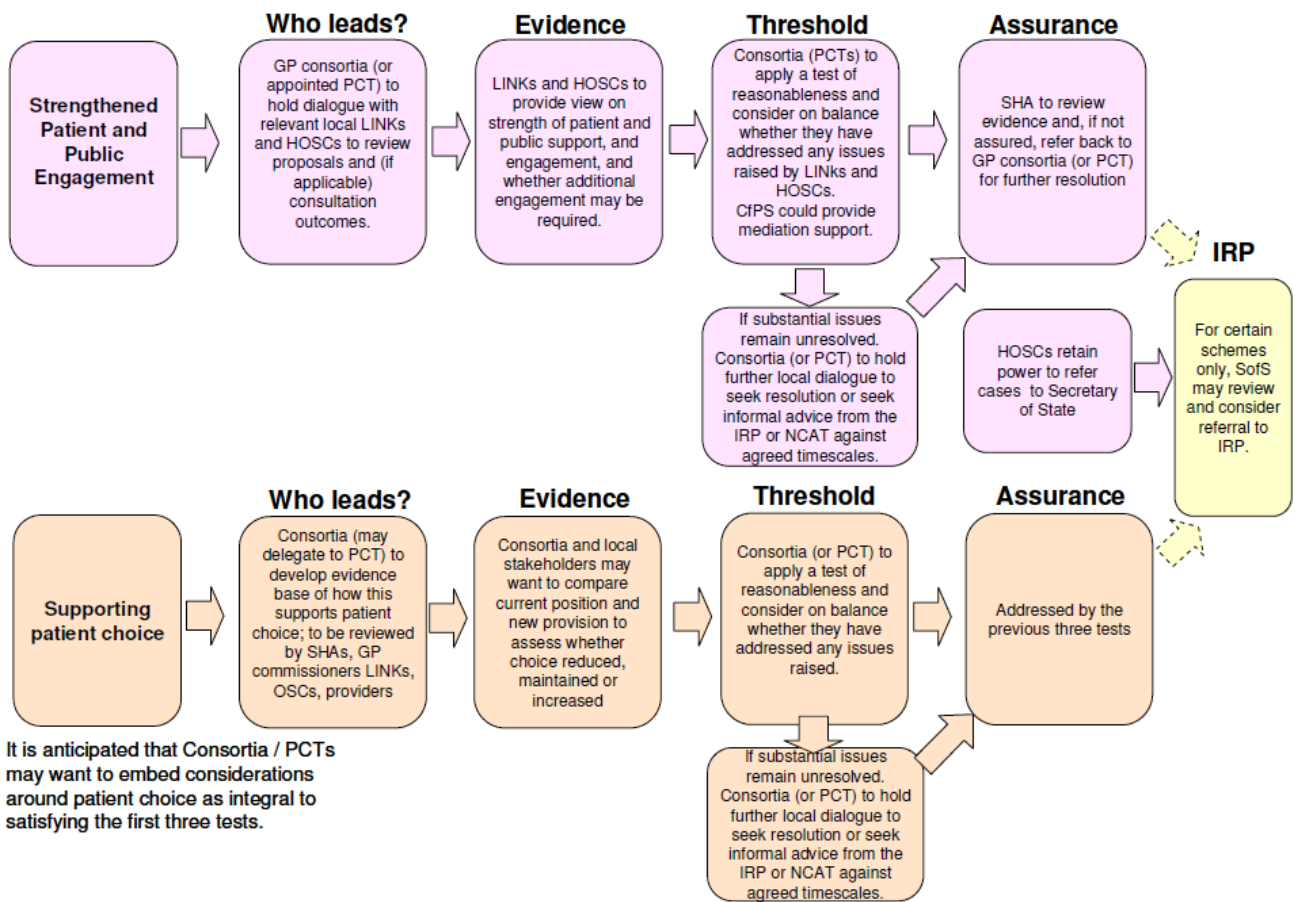 Who leads?
Evidence
Threshold
Assurance
Strengthened
Patient and
Public
Engagement
GP consortia (or
appointed PCT) to
hold dialogue with
relevant local LINKs
and HOSCs to review
proposals and (if
applicable)
consultation
outcomes.
LINKs and HOSCs to
provide view on
strength of patient and
public support, and
engagement, and
whether additional
engagement may be
required.
Consortia (PCTs) to
apply a test of
reasonableness and
consider on balance
whether they have
addressed any issues
raised by LINks and
HOSCs.
CfPS could provide
mediation support.
SHA to review
evidence and, if not
assured, refer back to
GP consortia (or PCT)
for further resolution
IRP
If substantial issues
remain unresolved.
Consortia (or PCT) to hold
further local dialogue to
seek resolution or seek
informal advice from the
IRP or NCAT against
agreed timescales.
HOSCs retain
power to refer
cases to Secretary
of State
For certain
schemes
only, SofS
may review
and consider
referral to
IRP.
Who leads?
Evidence
Threshold
Assurance
Supporting
patient choice
Consortia (may
delegate to PCT) to
develop evidence
base of how this
supports patient
choice; to be reviewed
by SHAs, GP
commissioners LINKs,
OSCs, providers
Consortia and local
stakeholders may
want to compare
current position and
new provision to
assess whether
choice reduced,
maintained or
increased
Consortia (or PCT) to
apply a test of
reasonableness and
consider on balance
whether they have
addressed any issues
raised.
Addressed by the
previous three tests
It is anticipated that Consortia / PCTs
may want to embed considerations
around patient choice as integral to
satisfying the first three tests.
If substantial issues
remain unresolved.
Consortia (or PCT) to hold
further local dialogue to
seek resolution or seek
informal advice from the
IRP or NCAT against
agreed timescales.